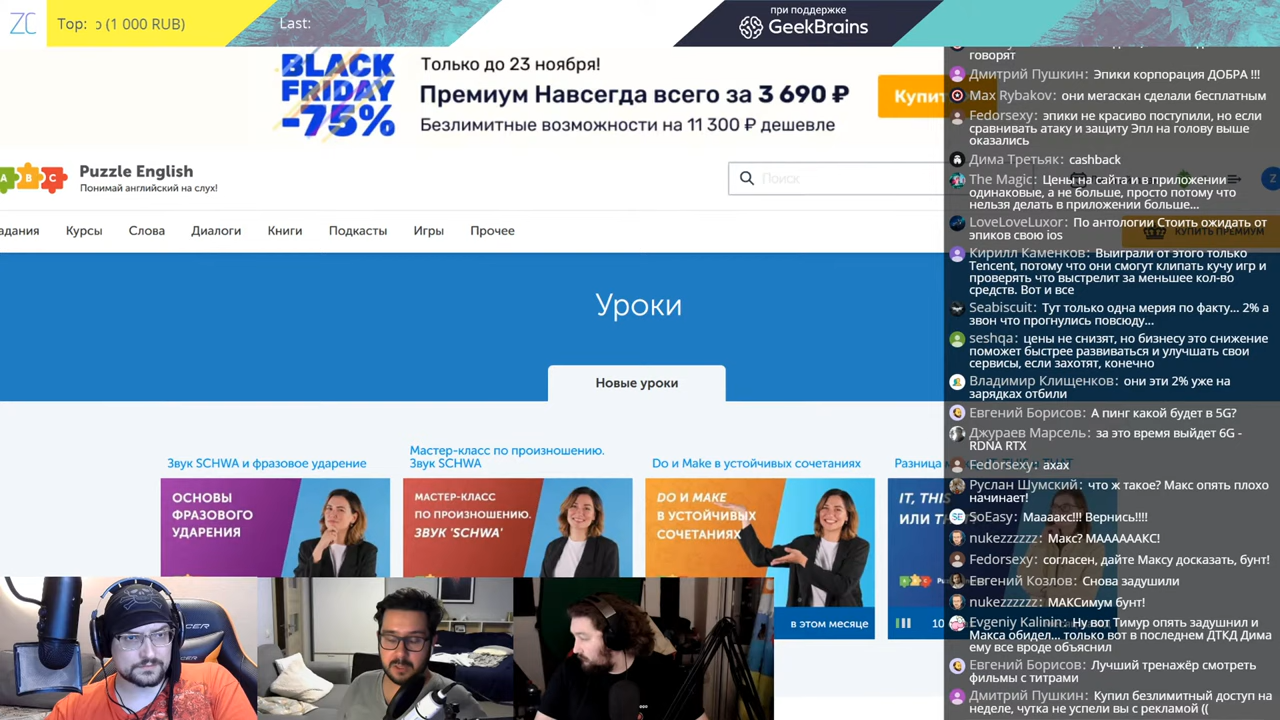 ZC
Top: ɔ (1 000 RUB)
Last:
при поддержке
GeekBrains
BLACK
FRIDAY
-75%
Только до 23 ноября!
Премиум Навсегда всего за 3 690 ₽
Безлимитные возможности на 11 300 ₽ дешевле
A B C
Puzzle English
Понимай английский на слух!
Поиск
Z
адания
Курсы
Слова
Диалоги
Книги
Подкасты
Игры
Прочее
КУПИТЬ ПРЕМИУМ
Уроки
Новые уроки
Звук SCHWA и фразовое ударение
Мастер-класс по произношению.
Звук SCHWA
Do и Make в устойчивых сочетаниях
Разница
ОСНОВЫ
ФРАЗОВОГО
УДАРЕНИЯ
МАСТЕР-КЛАСС
ПО ПРОИЗНОШЕНИЮ.
ЗВУК 'SCHWA'
DO И MAKE
В УСТОЙЧИВЫХ
СОЧЕТАНИЯХ
IT, THIS
ИЛИ
в этом месяце
10
говорят
Дмитрий Пушкин: Эпики корпорация ДОБРА !!!
Max Rybakov: они мегаскан сделали бесплатным
Fedorsexy: эпики не красиво поступили, но если
сравнивать атаку и защиту Эпл на голову выше
оказались
Дима Третьяк: cashback
The Magic: Цены на сайта и в приложении
одинаковые, а не больше, просто потому что
нельзя делать в приложении больше...
LoveLoveLuxor: По антологии Стоить ожидать от
эпиков свою ios
Кирилл Каменков: Выиграли от этого только
Tencent, потому что они смогут клипать кучу игр и
проверять что выстрелит за меньшее кол-во
средств. Вот и все
Seabiscuit: Тут только одна мерия по факту... 2% а
звон что прогнулись повсюду...
seshqa: цены не снизят, но бизнесу это снижение
поможет быстрее развиваться и улучшать свои
сервисы, если захотят, конечно
Владимир Клищенков: они эти 2% уже на
зарядках отбили
Евгений Борисов: А пинг какой будет в 5G?
Джураев Марсель: за это время выйдет 6G -
RDNA RTX
Fedorsexy: ахах
Руслан Шумский: что ж такое? Макс опять плохо
начинает!
SoEasy: Маааакс!!! Вернись!!!!
nukezzzzzz: Макс? МАААААAКС!
Fedorsexy: согласен, дайте Максу досказать, бунт!
Евгений Козлов: Снова задушили
nukezzzzzz: МАКСимум бунт!
Evgeniy Kalinin: Ну вот Тимур опять задушнил и
Макса обидел... только вот в последнем ДТКД Дима
ему все вроде объяснил
Евгений Борисов: Лучший тренажёр смотреть
фильмы с титрами
Дмитрий Пушкин: Купил безлимитный доступ на
неделе, чутка не успели вы с рекламой ((